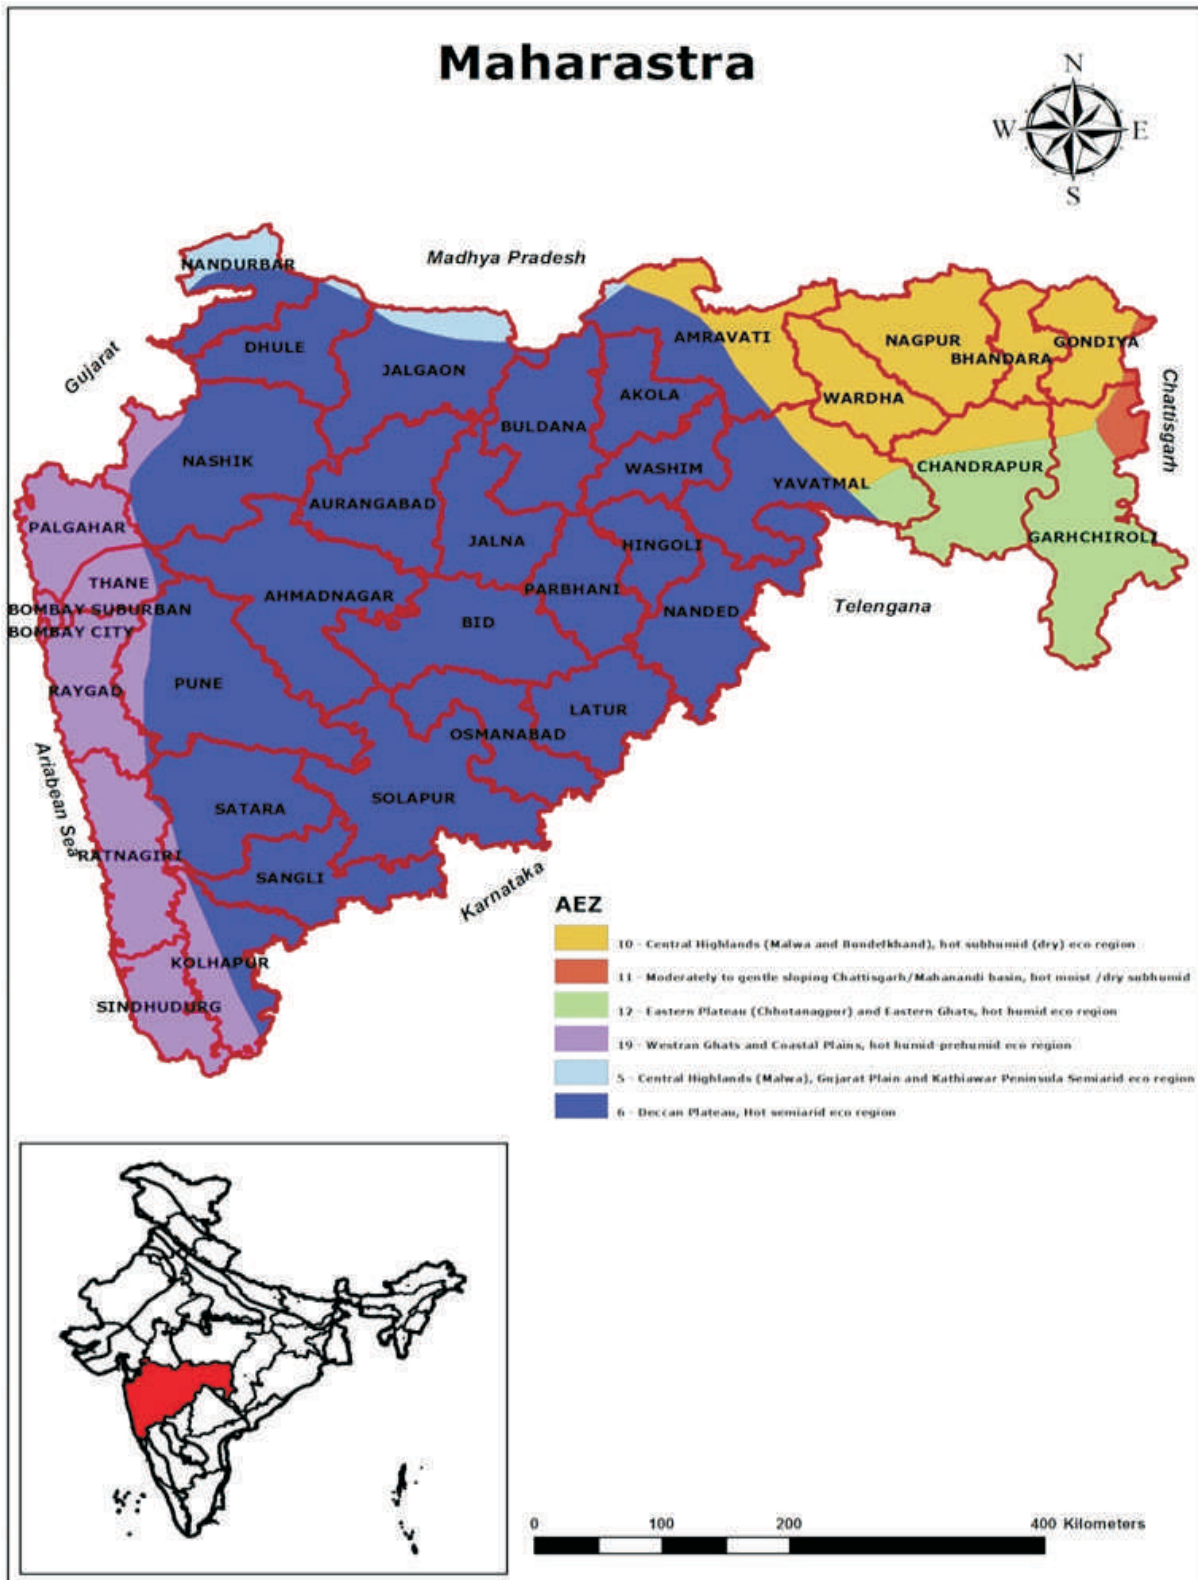 Maharastra
N
W
E
S
Madhya Pradesh
Gujarat
Chattisgarh
Telengana
Karnataka
Ariabean Sea
NANDURBAR
DHULE
JALGAON
AMRAVATI
NAGPUR
BHANDARA
GONDIYA
AKOLA
WARDHA
BULDANA
NASHIK
WASHIM
CHANDRAPUR
YAVATMAL
AURANGABAD
PALGAHAR
JALNA
HINGOLI
GARHCHIROLI
THANE
AHMADNAGAR
PARBHANI
BOMBAY SUBURBAN
NANDED
BID
BOMBAY CITY
RAYGAD
PUNE
LATUR
OSMANABAD
SATARA
SOLAPUR
RATNAGIRI
SANGLI
KOLHAPUR
SINDHUDURG
AEZ
10 - Central Highlands (Malwa and Bundelkhand), hot subhumid (dry) eco region
11 - Moderately to gentle sloping Chattisgarh/Mahanandi basin, hot moist /dry subhumid
12 - Eastern Plateau (Chhotanagpur) and Eastern Ghats, hot humid eco region
19 - Westran Ghats and Coastal Plains, hot humid-prehumid eco region
5 - Central Highlands (Malwa), Gujarat Plain and Kathiawar Peninsula Semiarid eco region
6 - Deccan Plateau, Hot semiarid eco region
0 100 200 400 Kilometers